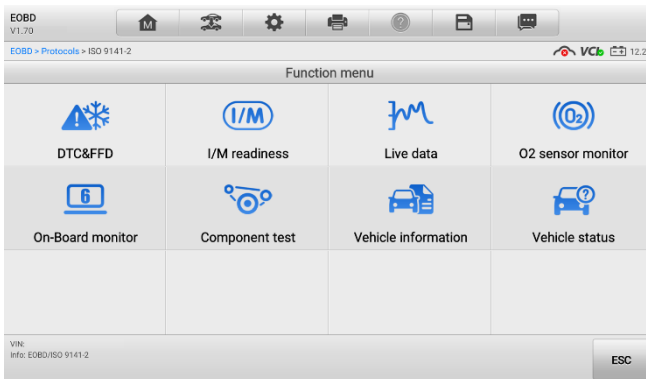 EOBD
V1.70
M
EOBD > Protocols > ISO 9141-2
VCI
12.2
Function menu
I/M
O2
DTC&FFD
I/M readiness
Live data
O2 sensor monitor
6
?
On-Board monitor
Component test
Vehicle information
Vehicle status
VIN:
Info: EOBD/ISO 9141-2
ESC